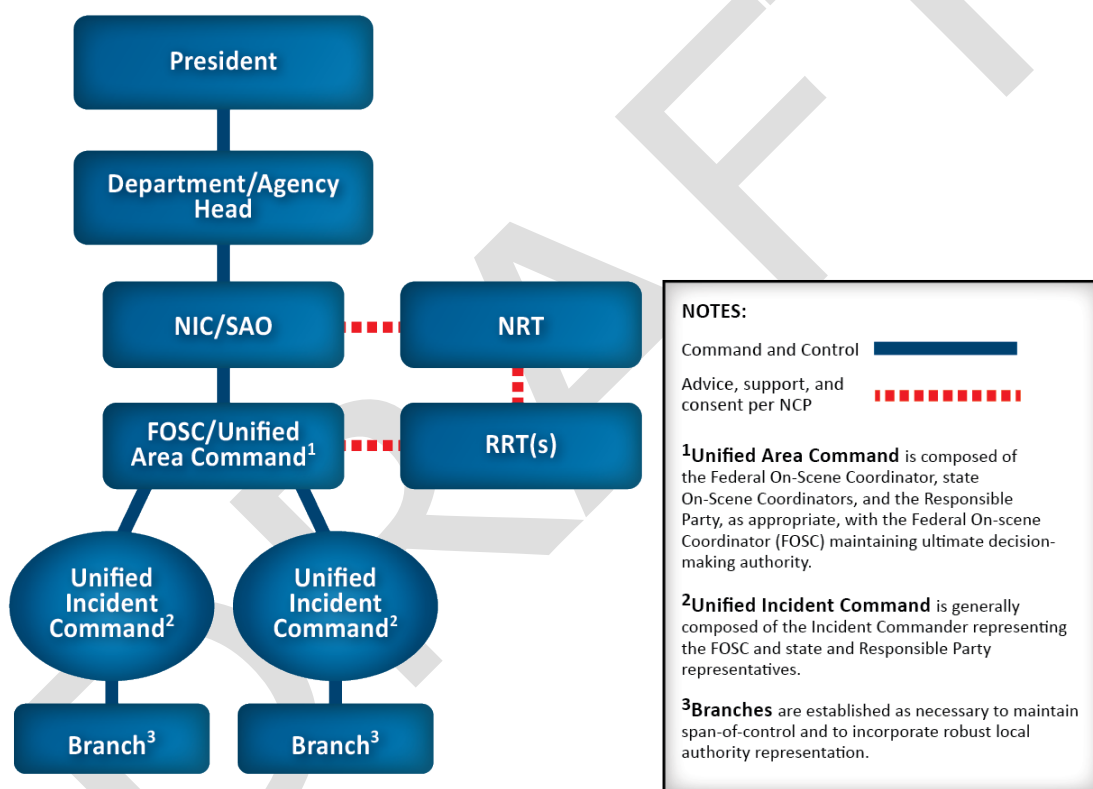 President
Department/Agency
Head
NIC/SAO
NRT
FOSC/Unified
Area Command¹
RRT(s)
Unified
Incident
Command²
Unified
Incident
Command²
Branch³
Branch³
NOTES:
Command and Control
Advice, support, and
consent per NCP
¹Unified Area Command is composed of
the Federal On-Scene Coordinator, state
On-Scene Coordinators, and the Responsible
Party, as appropriate, with the Federal On-scene
Coordinator (FOSC) maintaining ultimate decision-
making authority.
²Unified Incident Command is generally
composed of the Incident Commander representing
the FOSC and state and Responsible Party
representatives.
³Branches are established as necessary to maintain
span-of-control and to incorporate robust local
authority representation.
DRAFT